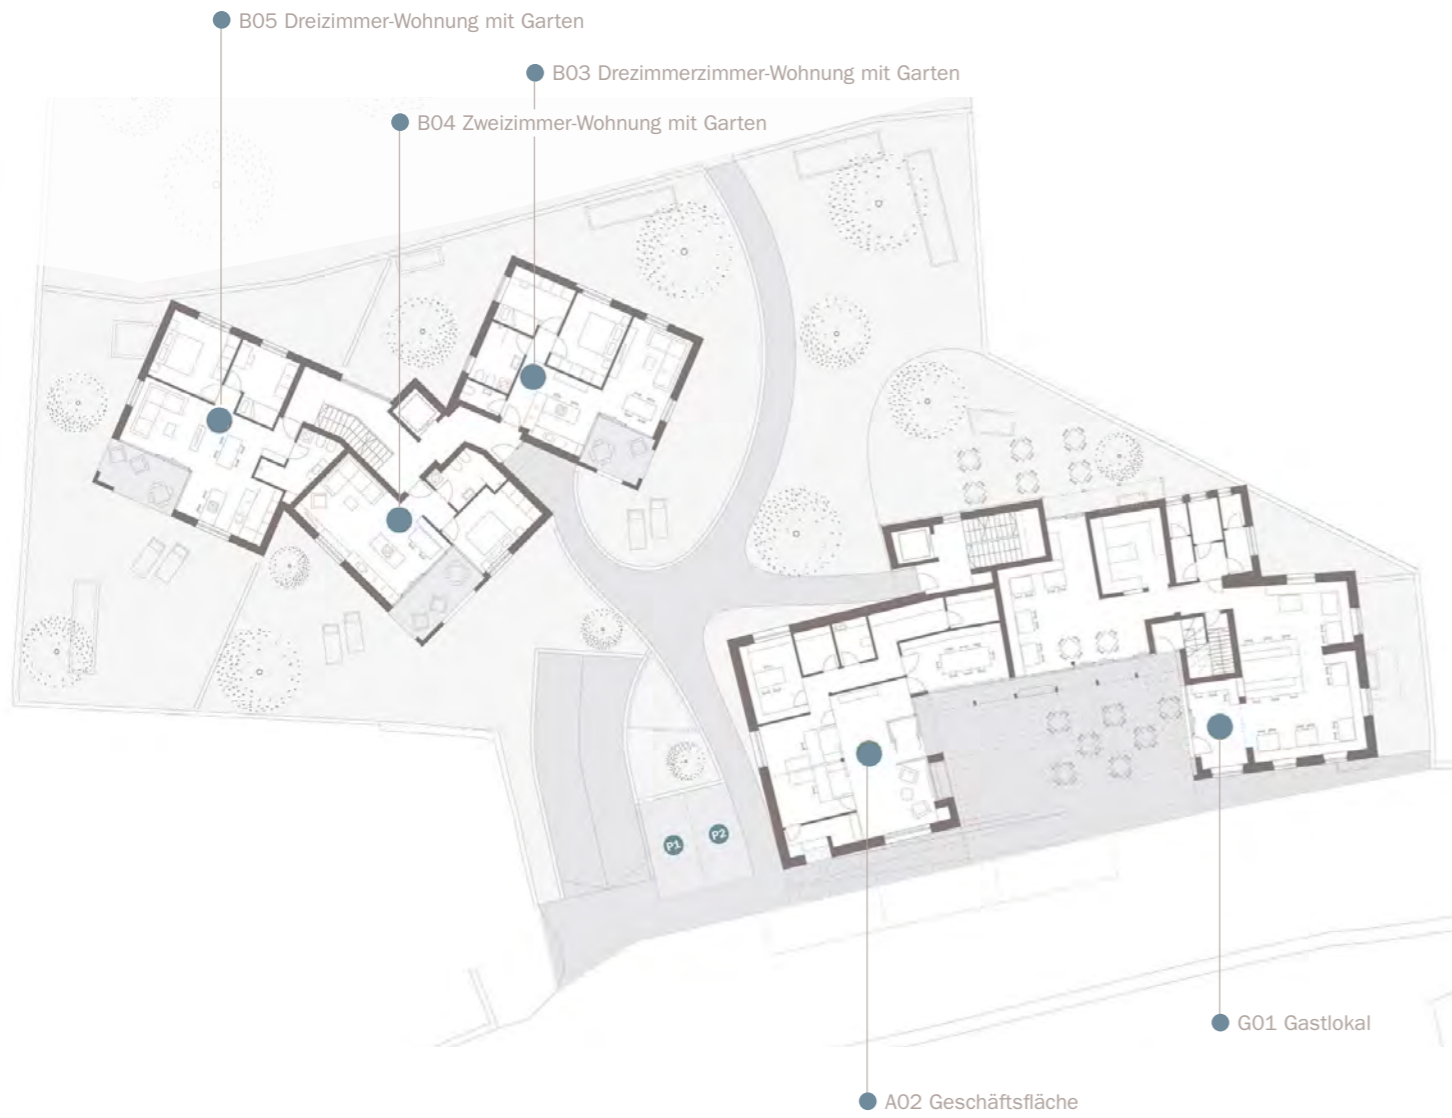 B05 Dreizimmer-Wohnung mit Garten
B03 Drezimmerzimmer-Wohnung mit Garten
B04 Zweizimmer-Wohnung mit Garten
P1
P2
G01 Gastlokal
A02 Geschäftsfläche